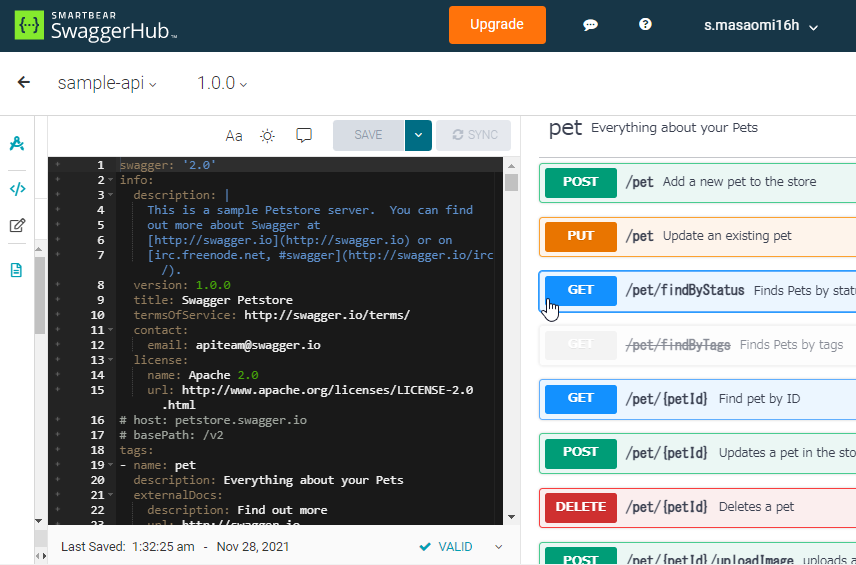 SMARTBEAR
SwaggerHub™
Upgrade
s.masaomi16h
sample-api
1.0.0
Aa
SAVE
SYNC
1 swagger: '2.0'
2 info:
3 description: |
4 This is a sample Petstore server.  You can find
5 out more about Swagger at
6 [http://swagger.io](http://swagger.io) or on
7 [irc.freenode.net, #swagger](http://swagger.io/irc
/).
8 version: 1.0.0
9 title: Swagger Petstore
10 termsOfService: http://swagger.io/terms/
11 contact:
12 email: apiteam@swagger.io
13 license:
14 name: Apache 2.0
15 url: http://www.apache.org/licenses/LICENSE-2.0
.html
16 # host: petstore.swagger.io
17 # basePath: /v2
18 tags:
19 - name: pet
20 description: Everything about your Pets
21 externalDocs:
22 description: Find out more
23 url: http://swagger.io
Last Saved: 1:32:25 am - Nov 28, 2021
VALID
pet Everything about your Pets
POST /pet Add a new pet to the store
PUT /pet Update an existing pet
GET /pet/findByStatus Finds Pets by statu
GET /pet/findByTags Finds Pets by tags
GET /pet/{petId} Find pet by ID
POST /pet/{petId} Updates a pet in the sto
DELETE /pet/{petId} Deletes a pet
POST /pet/{petId}/uploadImage uploads a